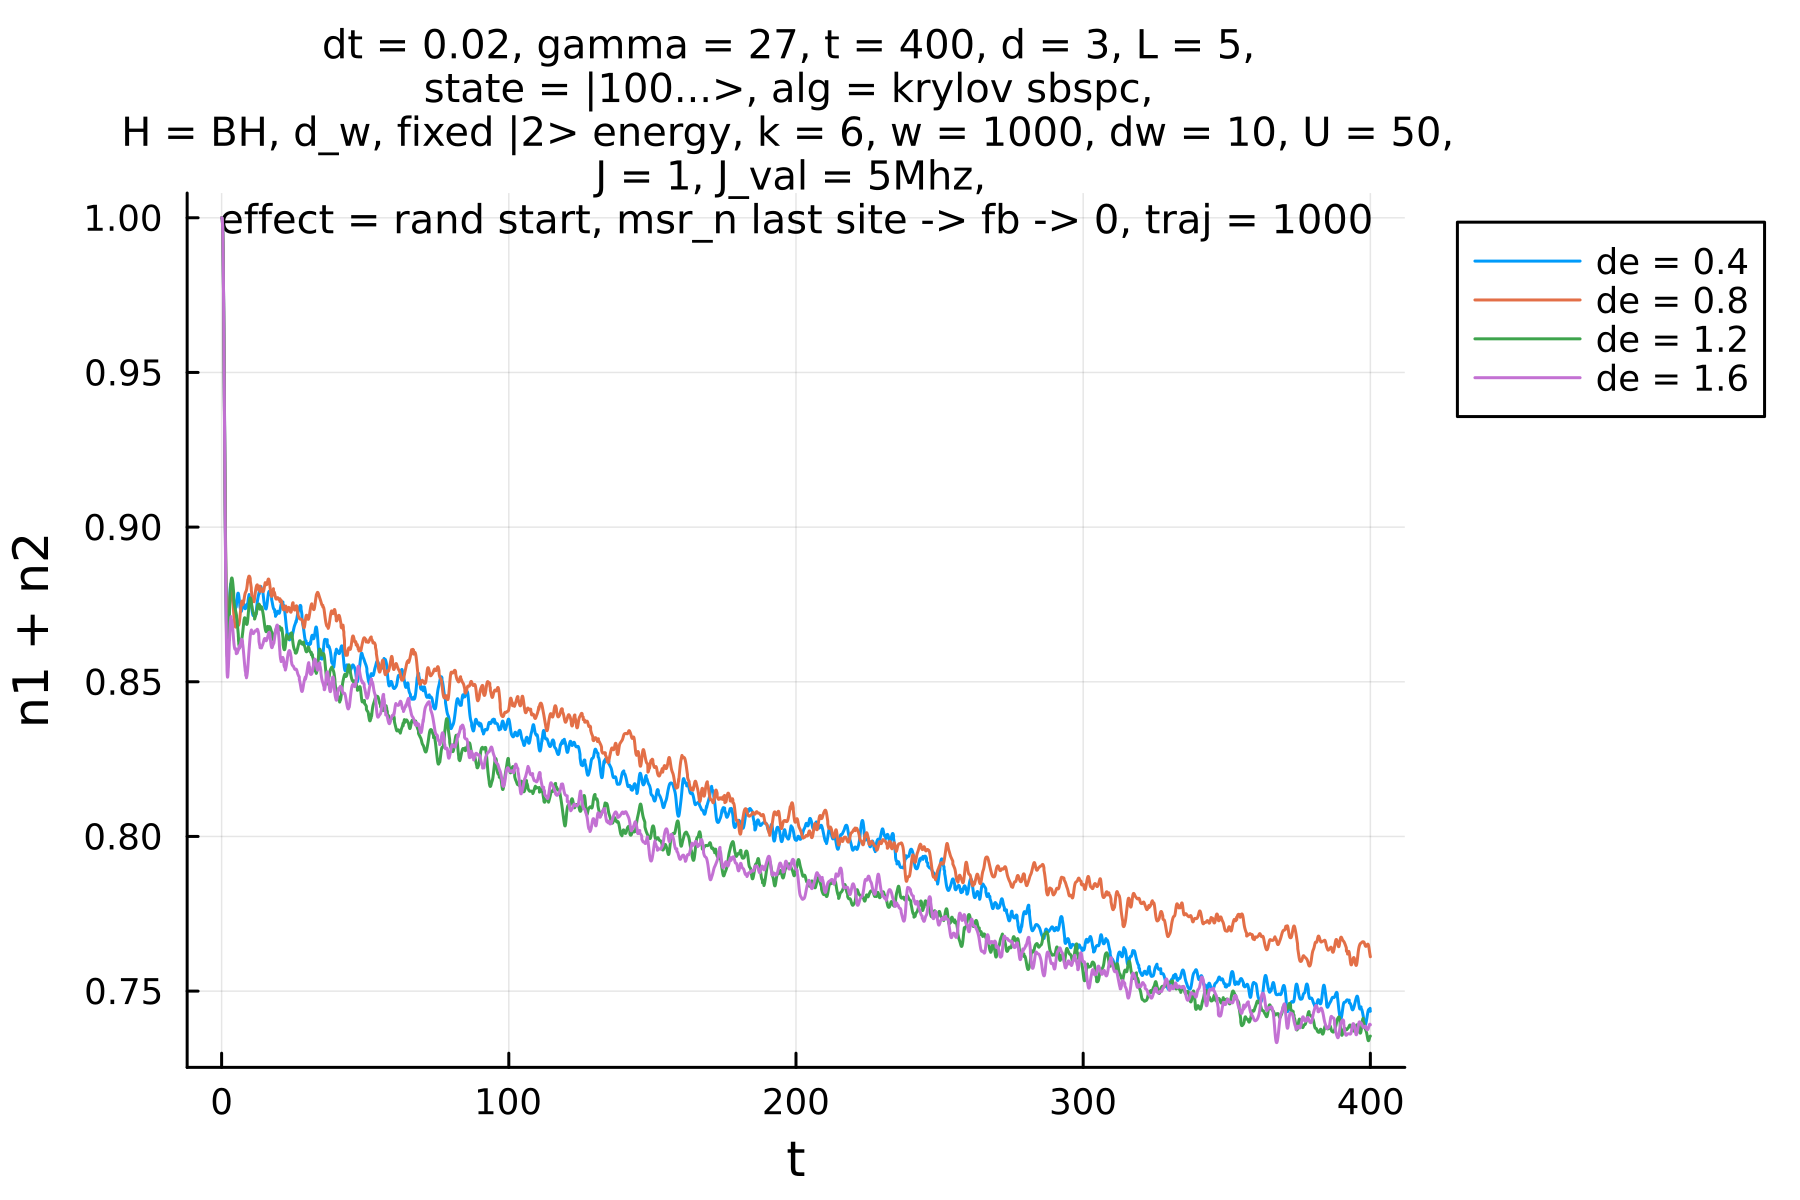 dt = 0.02, gamma = 27, t = 400, d = 3, L = 5,
state = |100...>, alg = krylov sbspc,
H = BH, d_w, fixed |2> energy, k = 6, w = 1000, dw = 10, U = 50,
J = 1, J_val = 5Mhz,
effect = rand start, msr_n last site -> fb -> 0, traj = 1000
1.00
0.95
0.90
0.85
0.80
0.75
n1 + n2
0 100 200 300 400
t
de = 0.4
de = 0.8
de = 1.2
de = 1.6